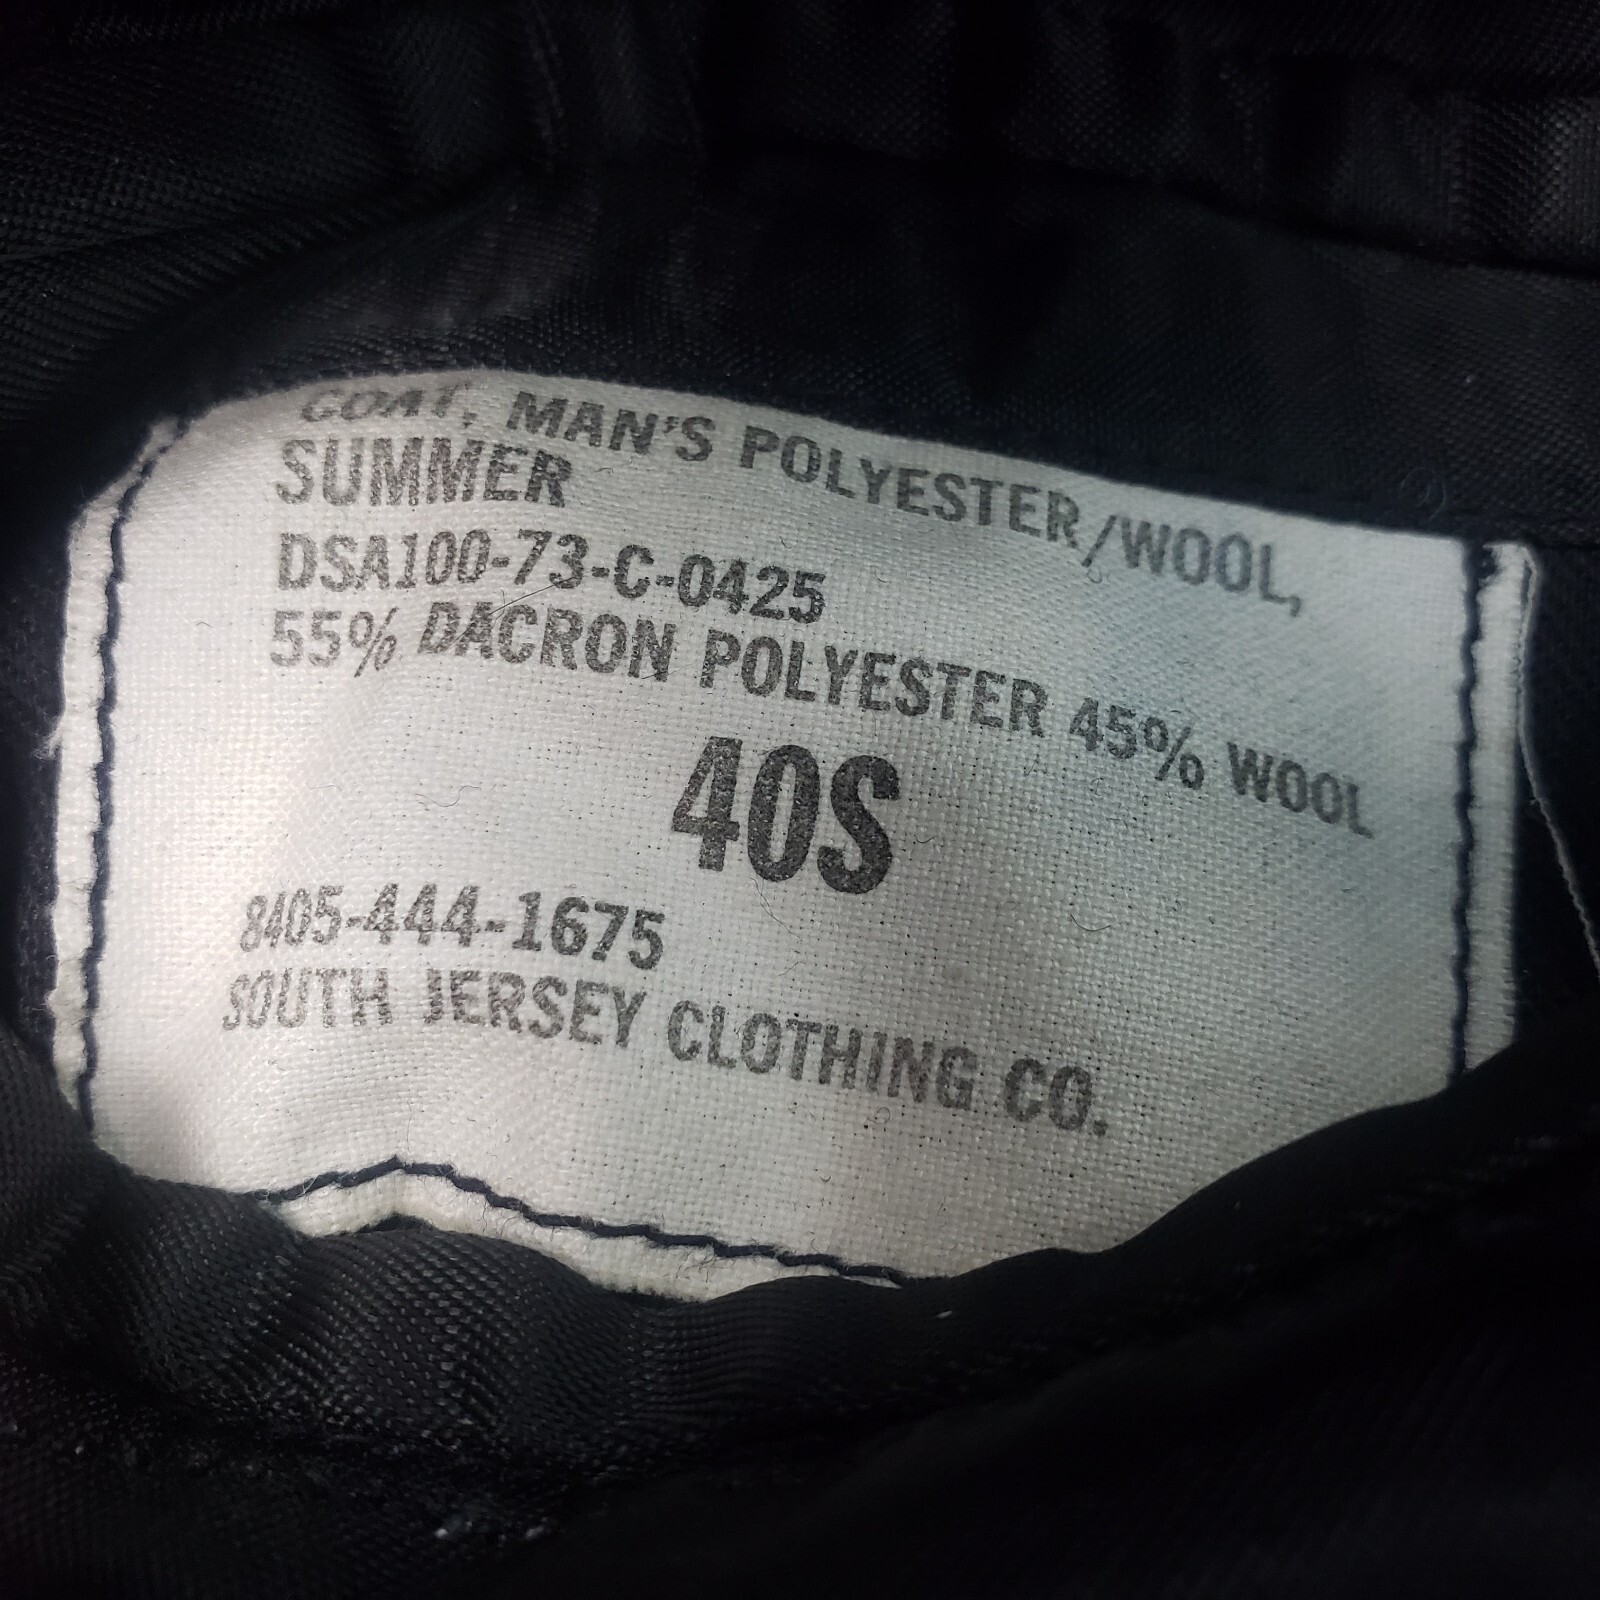 COAT, MAN'S POLYESTER/WOOL,
SUMMER
DSA100-73-C-0425
55% DACRON POLYESTER 45% WOOL
40S
8405-444-1675
SOUTH JERSEY CLOTHING CO.